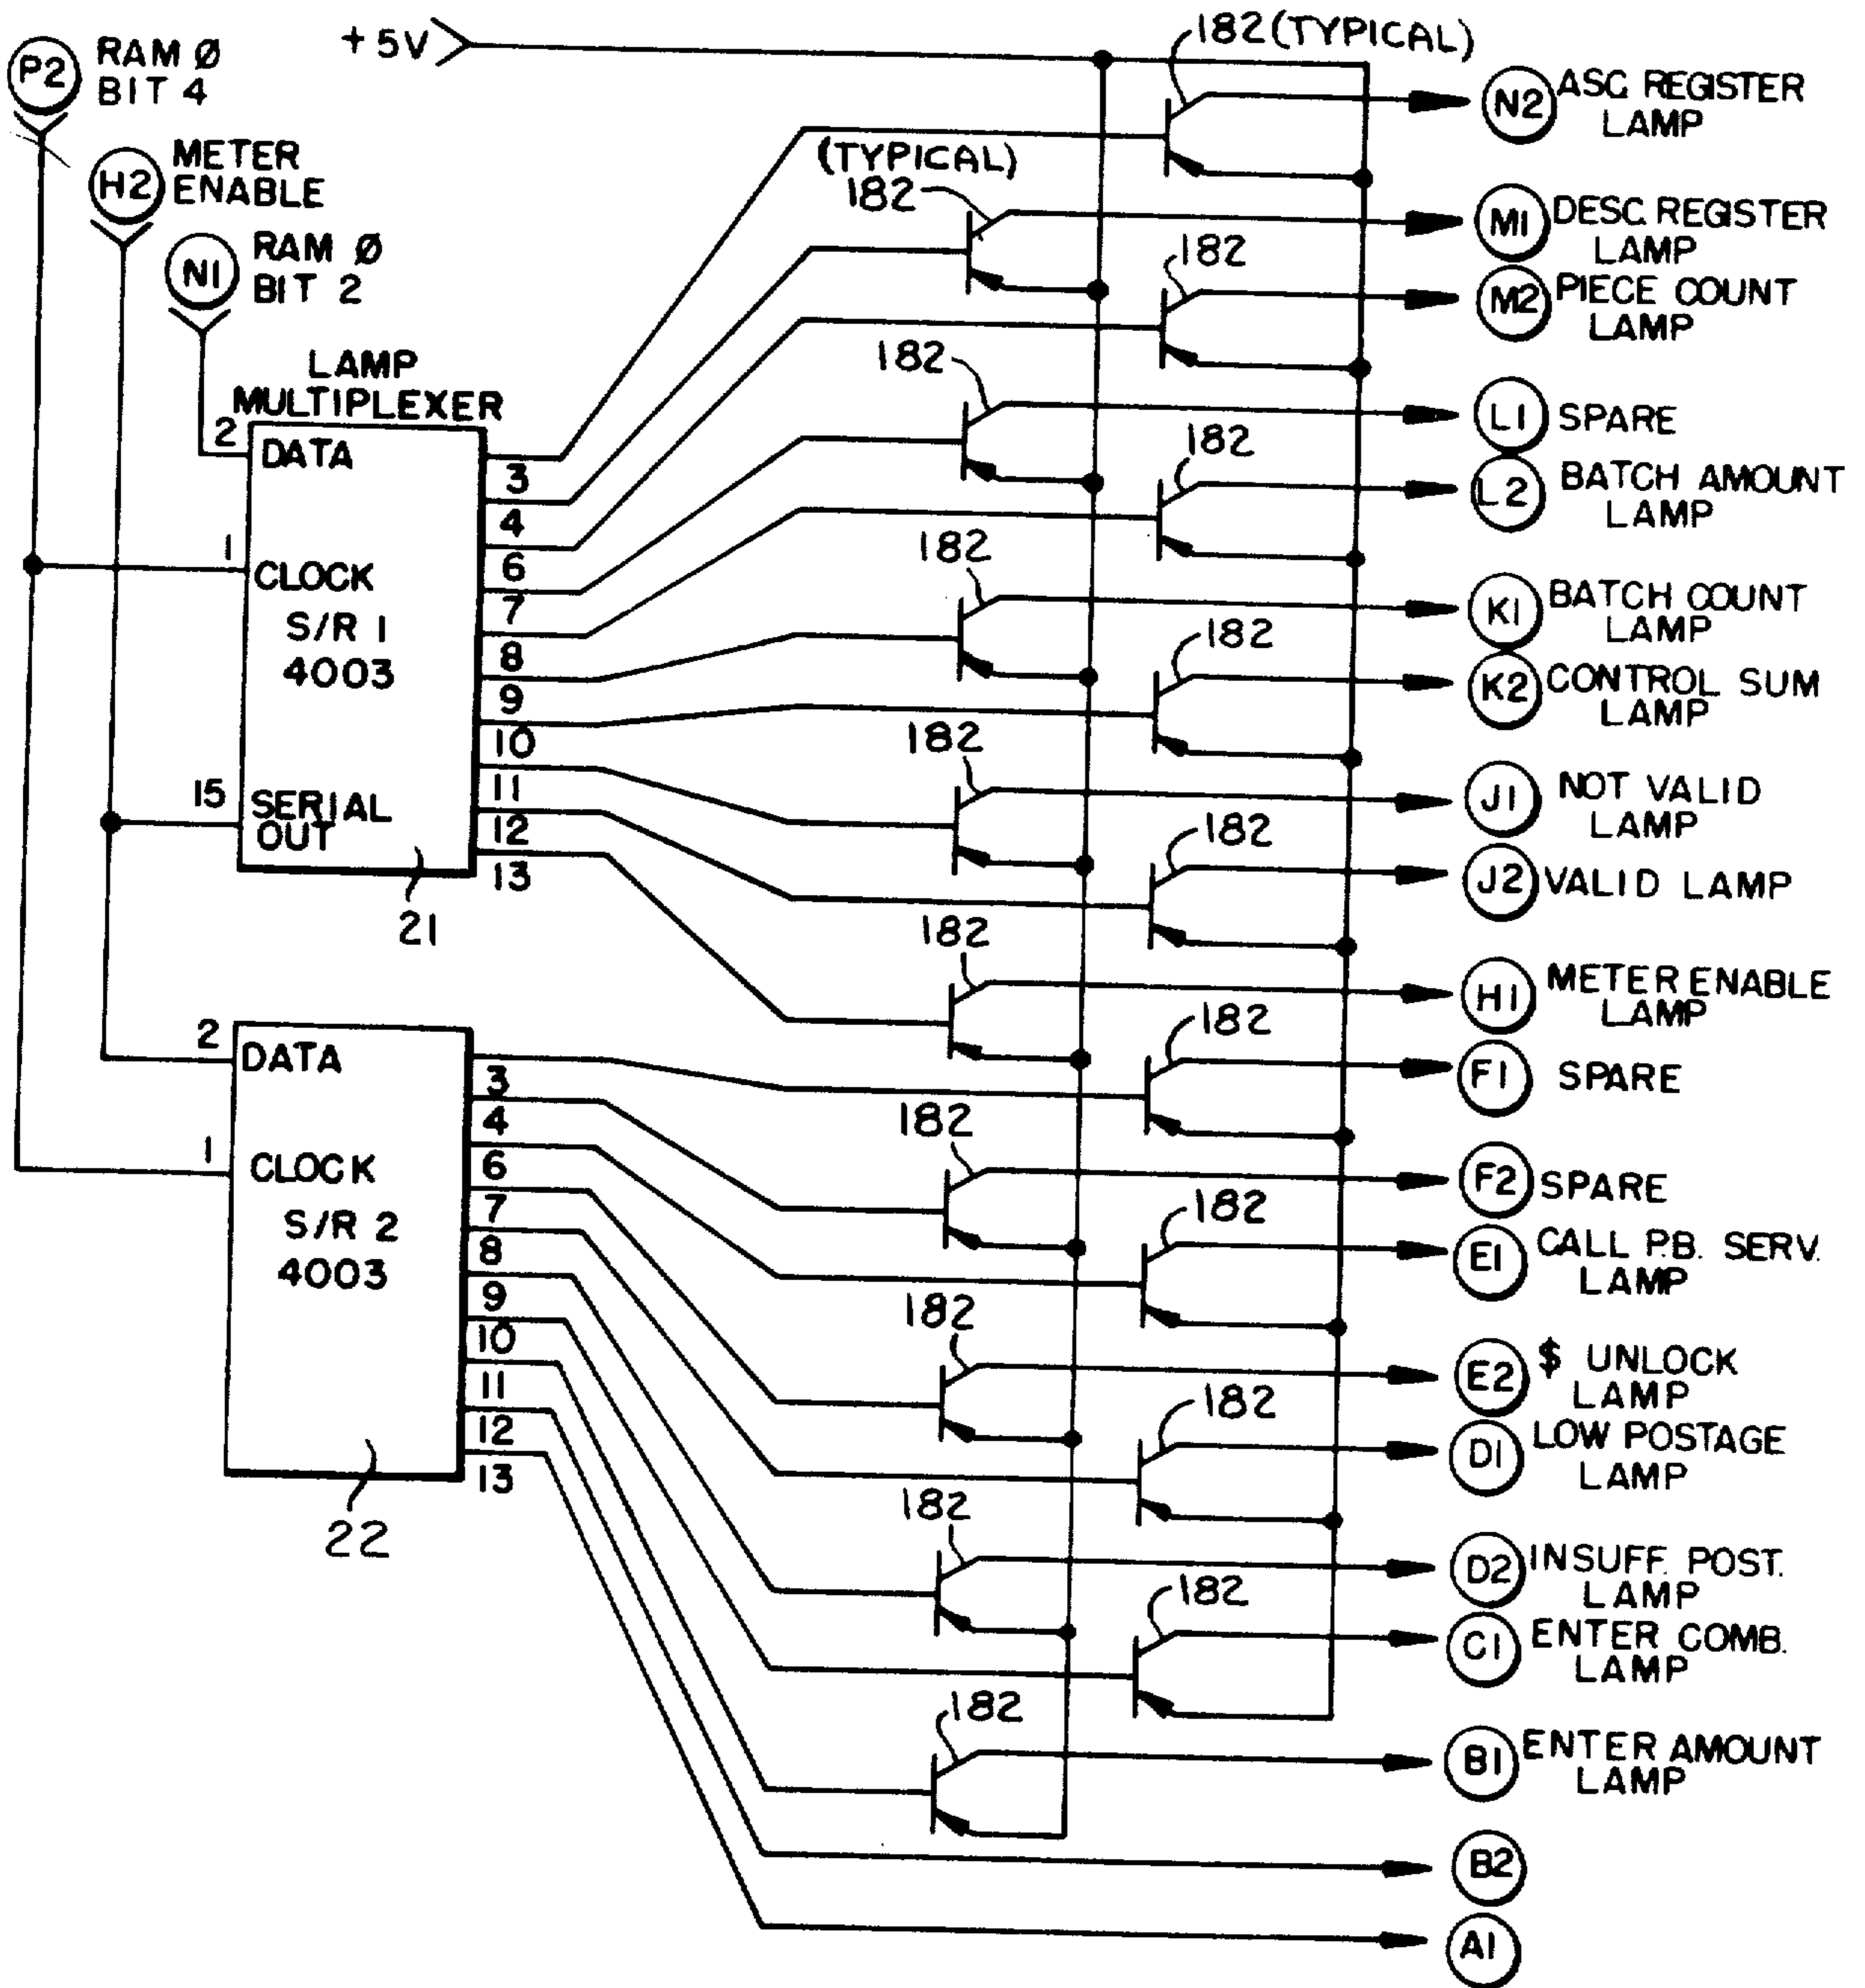 P2 RAM Ø
BIT 4
+5V
182 (TYPICAL)
N2 ASC. REGISTER
LAMP
H2 METER
ENABLE
(TYPICAL)
182
M1 DESC. REGISTER
LAMP
N1 RAM Ø
BIT 2
182
M2 PIECE COUNT
LAMP
LAMP
MULTIPLEXER
182
L1 SPARE
2 DATA
3
182
L2 BATCH AMOUNT
LAMP
4
1 CLOCK
6
182
K1 BATCH COUNT
LAMP
S/R 1
7
4003
8
182
K2 CONTROL SUM
LAMP
9
10
182
J1 NOT VALID
LAMP
15 SERIAL
OUT
11
12
13
182
J2 VALID LAMP
21
182
H1 METER ENABLE
LAMP
2 DATA
3
182
F1 SPARE
4
182
F2 SPARE
1 CLOCK
6
7
182
E1 CALL P.B. SERV.
LAMP
S/R 2
8
4003
9
182
E2 $ UNLOCK
LAMP
10
11
182
D1 LOW POSTAGE
LAMP
12
13
22
182
D2 INSUFF. POST.
LAMP
182
C1 ENTER COMB.
LAMP
182
B1 ENTER AMOUNT
LAMP
B2
A1